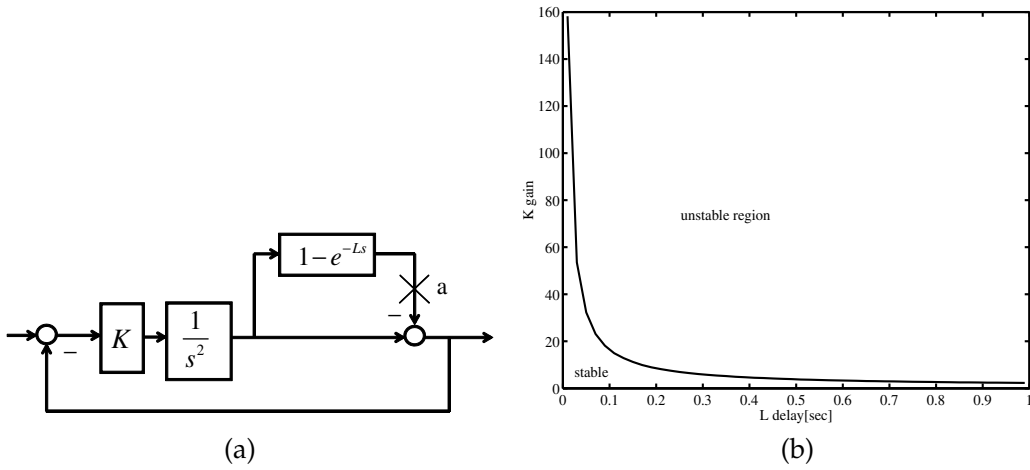 1−e^{−Ls}
a
−
K
1
s²
−
(a)
160
140
120
100
80
60
40
20
0
K gain
unstable region
stable
0 0.1 0.2 0.3 0.4 0.5 0.6 0.7 0.8 0.9 1
L delay[sec]
(b)